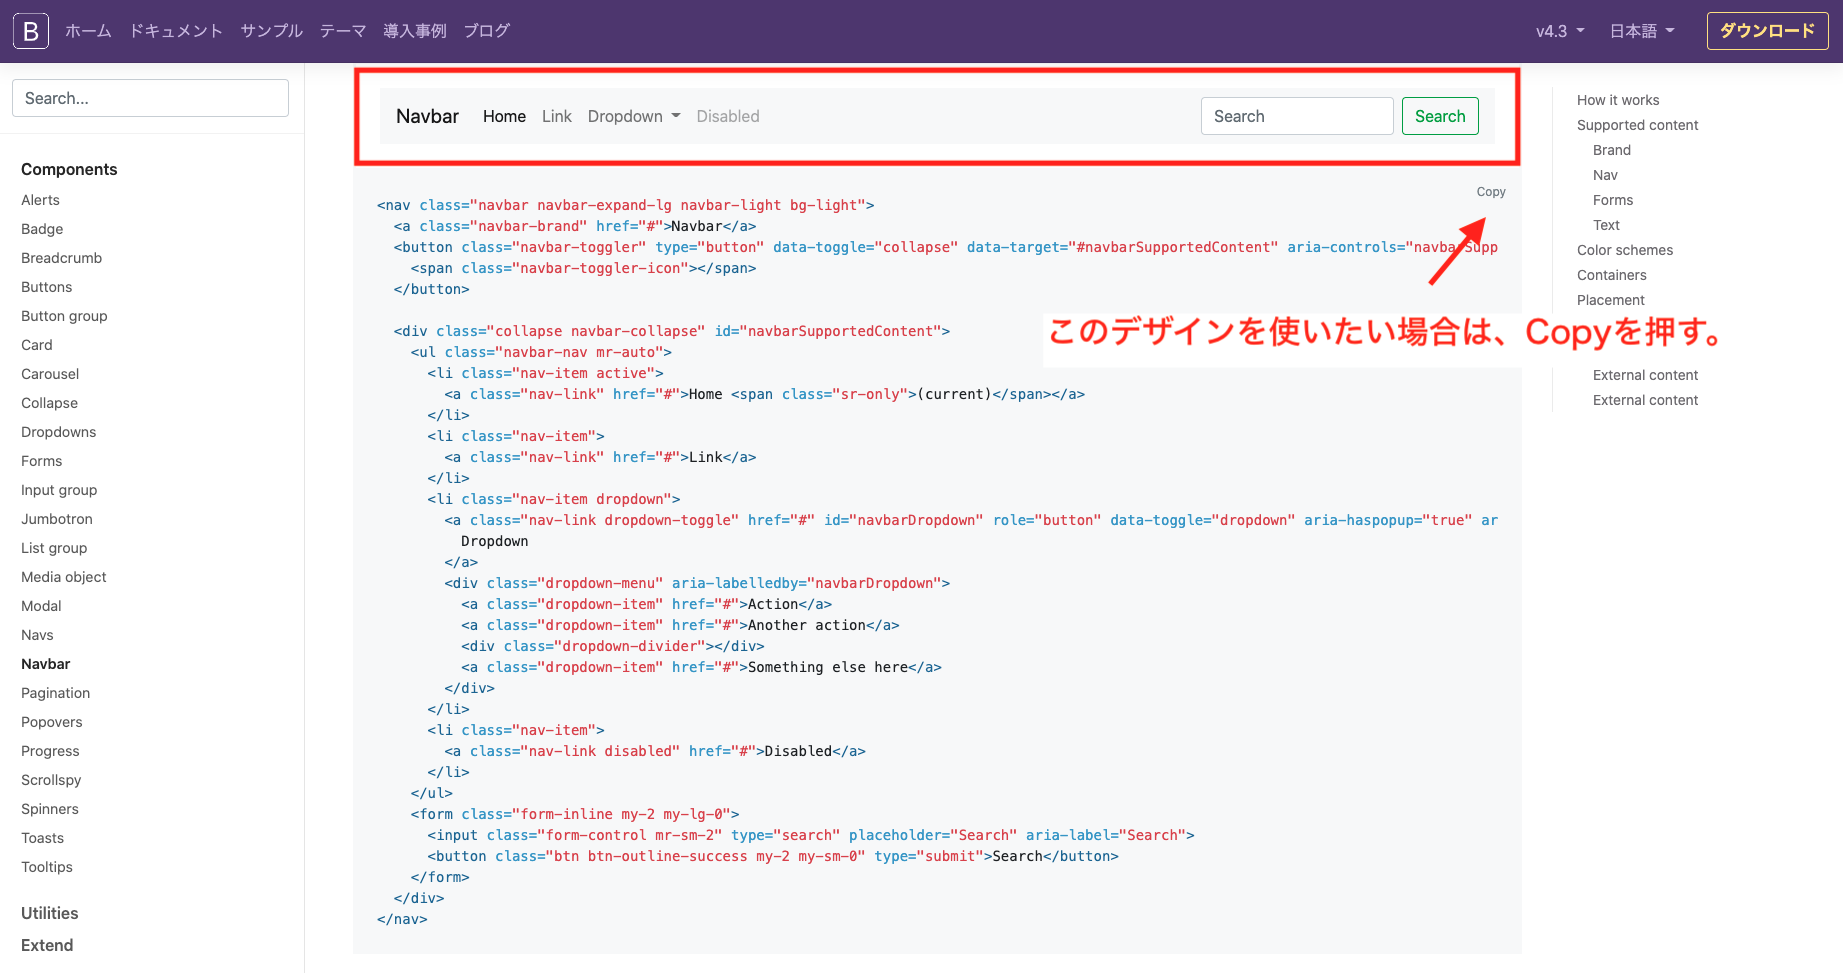 B ホーム ドキュメント サンプル テーマ 導入事例 ブログ v4.3 日本語 ダウンロード
Search...
Components
Alerts
Badge
Breadcrumb
Buttons
Button group
Card
Carousel
Collapse
Dropdowns
Forms
Input group
Jumbotron
List group
Media object
Modal
Navs
Navbar
Pagination
Popovers
Progress
Scrollspy
Spinners
Toasts
Tooltips
Utilities
Extend
Navbar Home Link Dropdown Disabled Search Search
Copy
<nav class="navbar navbar-expand-lg navbar-light bg-light">
  <a class="navbar-brand" href="#">Navbar</a>
  <button class="navbar-toggler" type="button" data-toggle="collapse" data-target="#navbarSupportedContent" aria-controls="navbarSupp
    <span class="navbar-toggler-icon"></span>
  </button>
  <div class="collapse navbar-collapse" id="navbarSupportedContent">
    <ul class="navbar-nav mr-auto">
      <li class="nav-item active">
        <a class="nav-link" href="#">Home <span class="sr-only">(current)</span></a>
      </li>
      <li class="nav-item">
        <a class="nav-link" href="#">Link</a>
      </li>
      <li class="nav-item dropdown">
        <a class="nav-link dropdown-toggle" href="#" id="navbarDropdown" role="button" data-toggle="dropdown" aria-haspopup="true" ar
          Dropdown
        </a>
        <div class="dropdown-menu" aria-labelledby="navbarDropdown">
          <a class="dropdown-item" href="#">Action</a>
          <a class="dropdown-item" href="#">Another action</a>
          <div class="dropdown-divider"></div>
          <a class="dropdown-item" href="#">Something else here</a>
        </div>
      </li>
      <li class="nav-item">
        <a class="nav-link disabled" href="#">Disabled</a>
      </li>
    </ul>
    <form class="form-inline my-2 my-lg-0">
      <input class="form-control mr-sm-2" type="search" placeholder="Search" aria-label="Search">
      <button class="btn btn-outline-success my-2 my-sm-0" type="submit">Search</button>
    </form>
  </div>
</nav>
このデザインを使いたい場合は、Copyを押す。
How it works
Supported content
Brand
Nav
Forms
Text
Color schemes
Containers
Placement
External content
External content